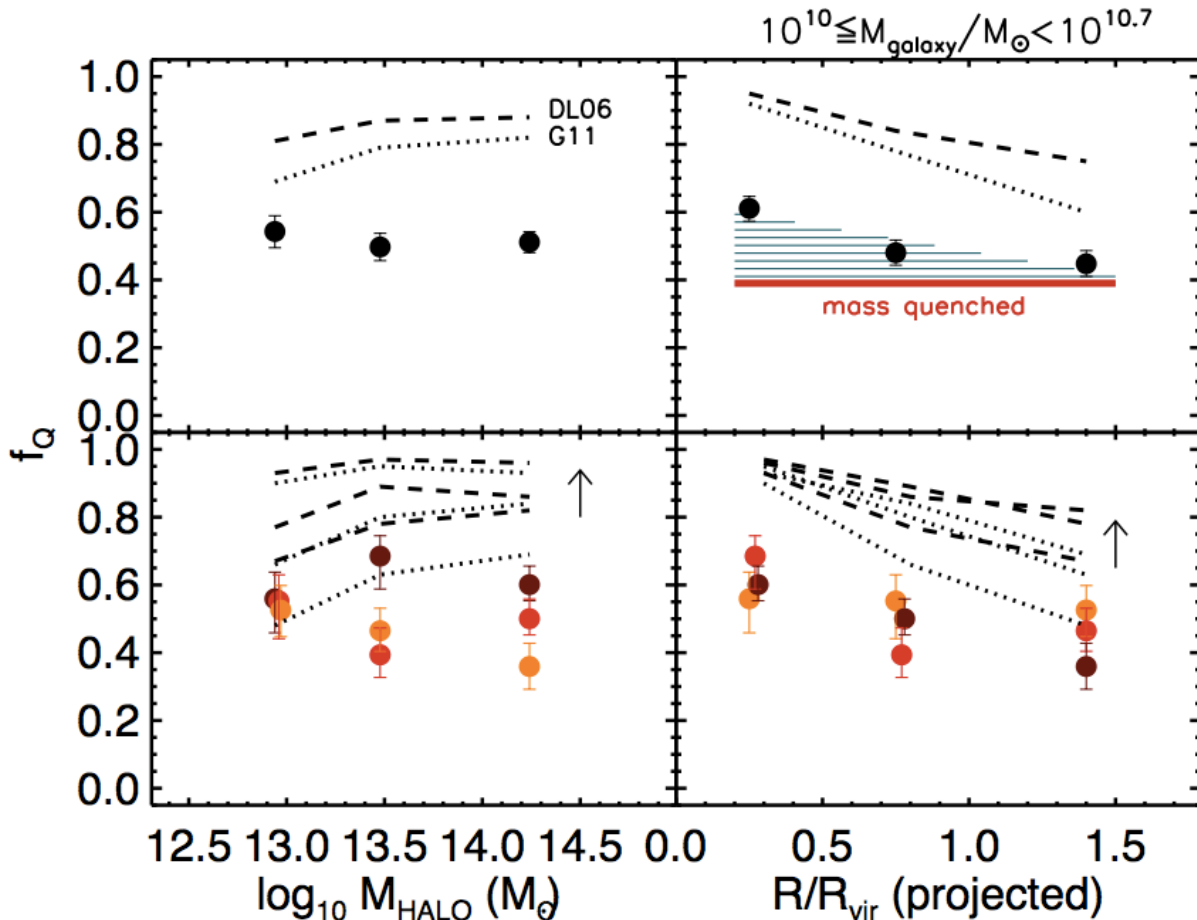 10^10≦M_galaxy/M_⊙<10^10.7
1.0
0.8
0.6
0.4
0.2
0.0
DL06
G11
mass quenched
f_Q
1.0
0.8
0.6
0.4
0.2
0.0
12.5 13.0 13.5 14.0 14.5 0.0 0.5 1.0 1.5
log_10 M_HALO (M_⊙) R/R_vir (projected)